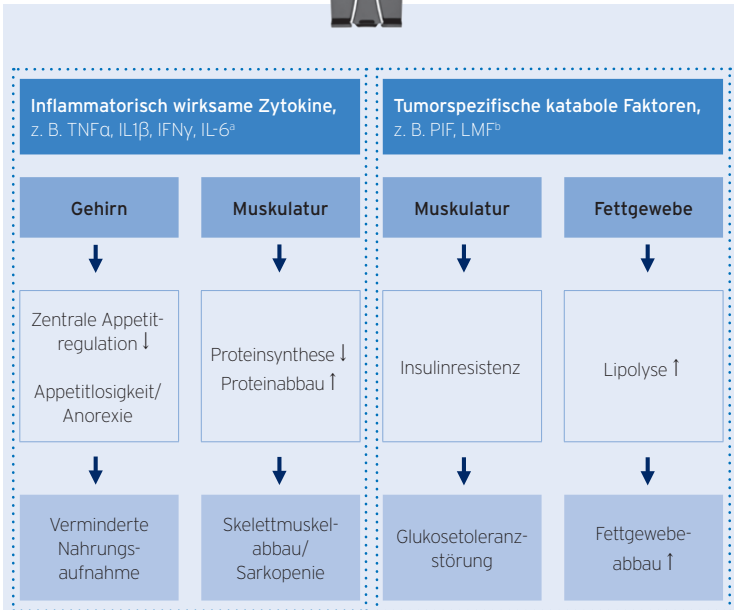 Inflammatorisch wirksame Zytokine,
z. B. TNFα, IL1β, IFNγ, IL-6ᵃ
Tumorspezifische katabole Faktoren,
z. B. PIF, LMFᵇ
Gehirn
Muskulatur
Muskulatur
Fettgewebe
Zentrale Appetit-
regulation ↓
Appetitlosigkeit/
Anorexie
Proteinsynthese ↓
Proteinabbau ↑
Insulinresistenz
Lipolyse ↑
Verminderte
Nahrungs-
aufnahme
Skelettmuskel-
abbau/
Sarkopenie
Glukosetoleranz-
störung
Fettgewebe-
abbau ↑